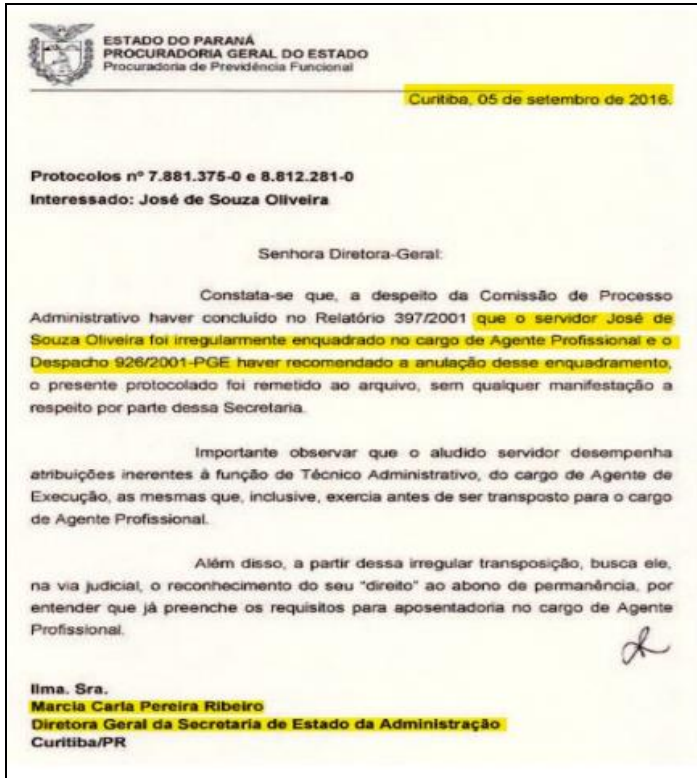 ESTADO DO PARANÁ
PROCURADORIA GERAL DO ESTADO
Procuradoria de Previdência Funcional
Curitiba, 05 de setembro de 2016.
Protocolos nº 7.881.375-0 e 8.812.281-0
Interessado: José de Souza Oliveira
Senhora Diretora-Geral:
Constata-se que, a despeito da Comissão de Processo
Administrativo haver concluído no Relatório 397/2001 que o servidor José de
Souza Oliveira foi irregularmente enquadrado no cargo de Agente Profissional e o
Despacho 926/2001-PGE haver recomendado a anulação desse enquadramento,
o presente protocolado foi remetido ao arquivo, sem qualquer manifestação a
respeito por parte dessa Secretaria.
Importante observar que o aludido servidor desempenha
atribuições inerentes à função de Técnico Administrativo, do cargo de Agente de
Execução, as mesmas que, inclusive, exercia antes de ser transposto para o cargo
de Agente Profissional.
Além disso, a partir dessa irregular transposição, busca ele,
na via judicial, o reconhecimento do seu "direito" ao abono de permanência, por
entender que já preenche os requisitos para aposentadoria no cargo de Agente
Profissional.
Ilma. Sra.
Marcia Carla Pereira Ribeiro
Diretora Geral da Secretaria de Estado da Administração
Curitiba/PR